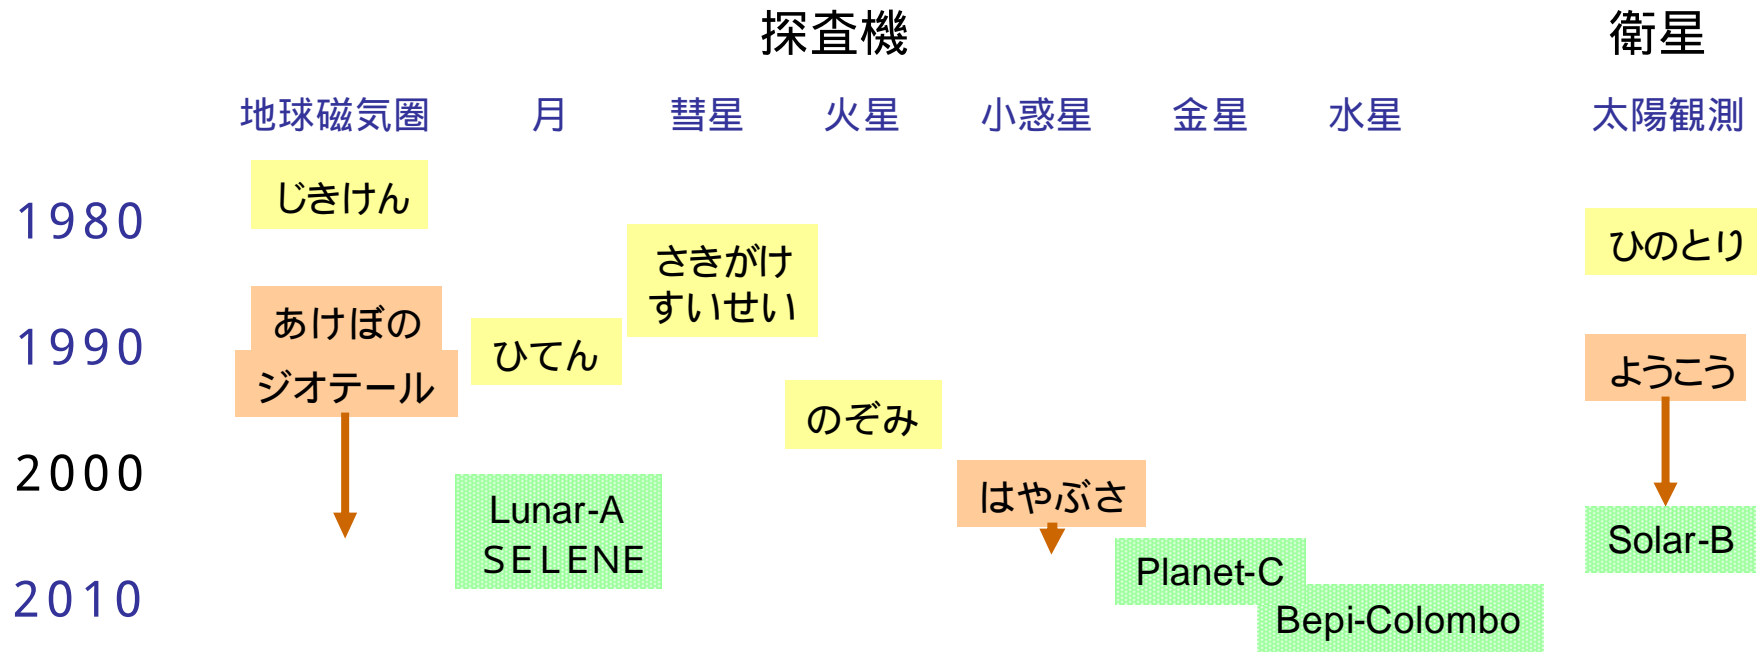 探査機 衛星
地球磁気圏 月 彗星 火星 小惑星 金星 水星 太陽観測
じきけん
1980
ひのとり
さきがけ
すいせい
あけぼの
1990
ひてん
ようこう
ジオテール
のぞみ
2000
はやぶさ
Lunar-A
SELENE
Solar-B
Planet-C
2010
Bepi-Colombo